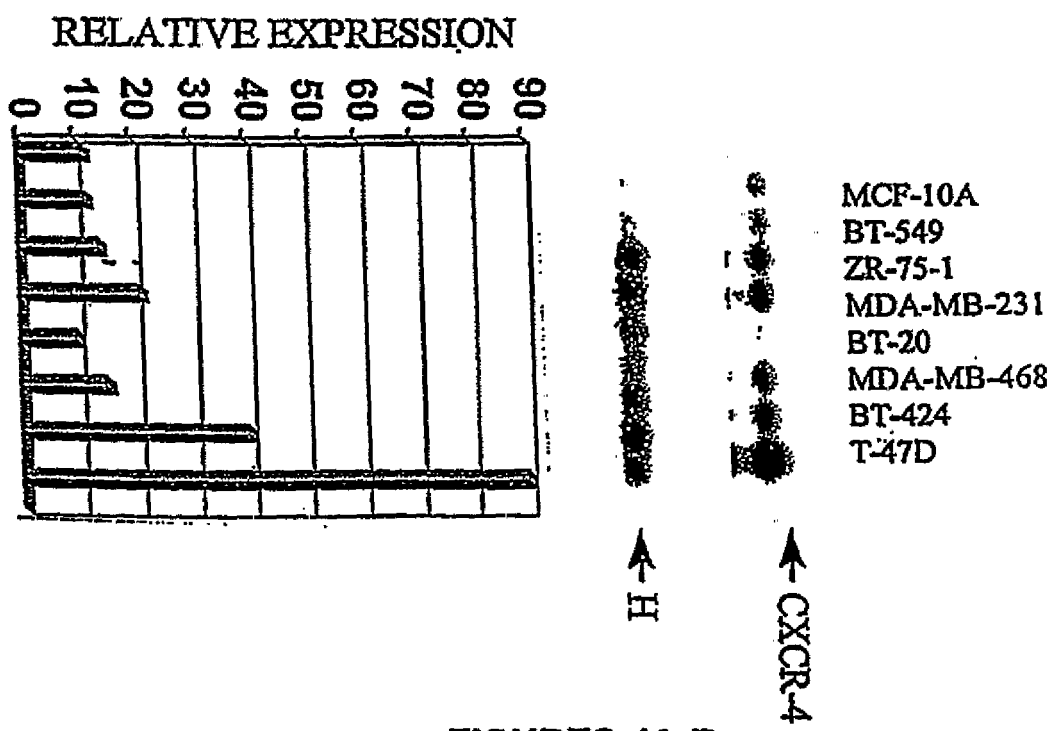 RELATIVE EXPRESSION
0
10
20
30
40
50
60
70
80
90
MCF-10A
BT-549
ZR-75-1
MDA-MB-231
BT-20
MDA-MB-468
BT-424
T-47D
H
CXCR-4